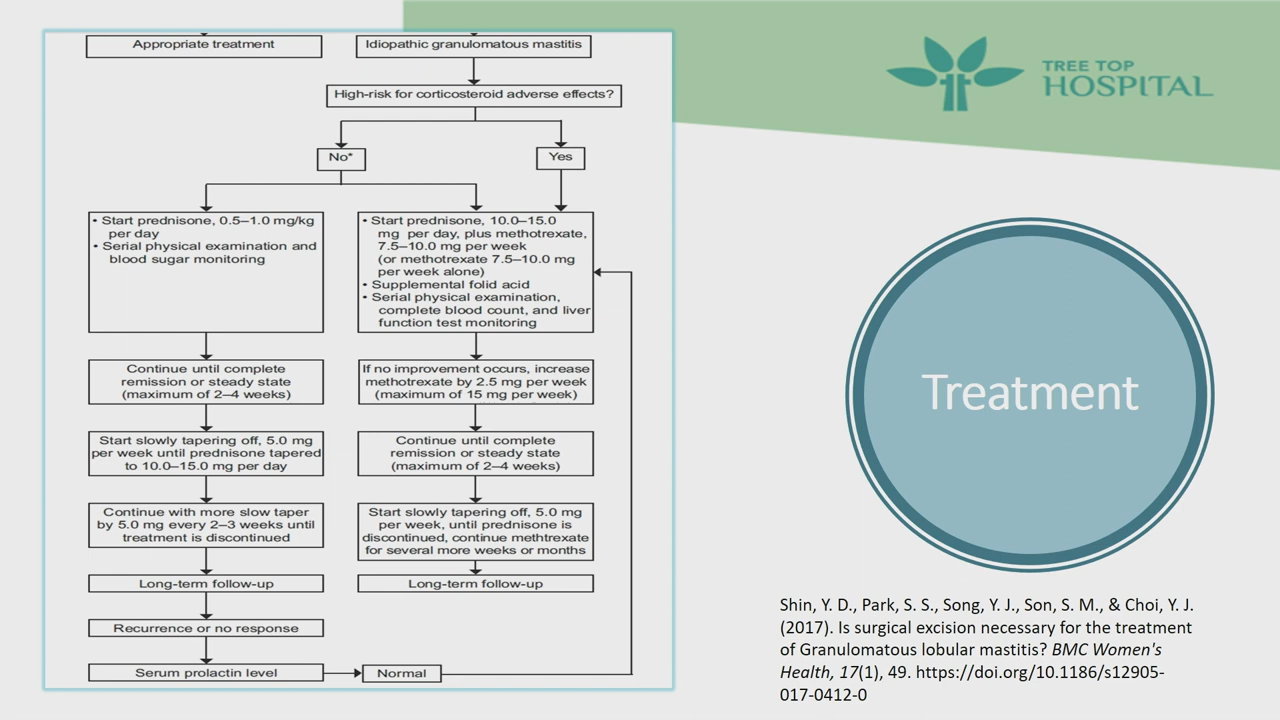 Appropriate treatment
Idiopathic granulomatous mastitis
High-risk for corticosteroid adverse effects?
No*
Yes
• Start prednisone, 0.5–1.0 mg/kg
per day
• Serial physical examination and
blood sugar monitoring
• Start prednisone, 10.0–15.0
mg per day, plus methotrexate,
7.5–10.0 mg per week
(or methotrexate 7.5–10.0 mg
per week alone)
• Supplemental folid acid
• Serial physical examination,
complete blood count, and liver
function test monitoring
Continue until complete
remission or steady state
(maximum of 2–4 weeks)
If no improvement occurs, increase
methotrexate by 2.5 mg per week
(maximum of 15 mg per week)
Start slowly tapering off, 5.0 mg
per week until prednisone tapered
to 10.0–15.0 mg per day
Continue until complete
remission or steady state
(maximum of 2–4 weeks)
Continue with more slow taper
by 5.0 mg every 2–3 weeks until
treatment is discontinued
Start slowly tapering off, 5.0 mg
per week, until prednisone is
discontinued, continue methtrexate
for several more weeks or months
Long-term follow-up
Long-term follow-up
Recurrence or no response
Serum prolactin level
Normal
TREE TOP
HOSPITAL
Treatment
Shin, Y. D., Park, S. S., Song, Y. J., Son, S. M., & Choi, Y. J.
(2017). Is surgical excision necessary for the treatment
of Granulomatous lobular mastitis? BMC Women's
Health, 17(1), 49. https://doi.org/10.1186/s12905-
017-0412-0